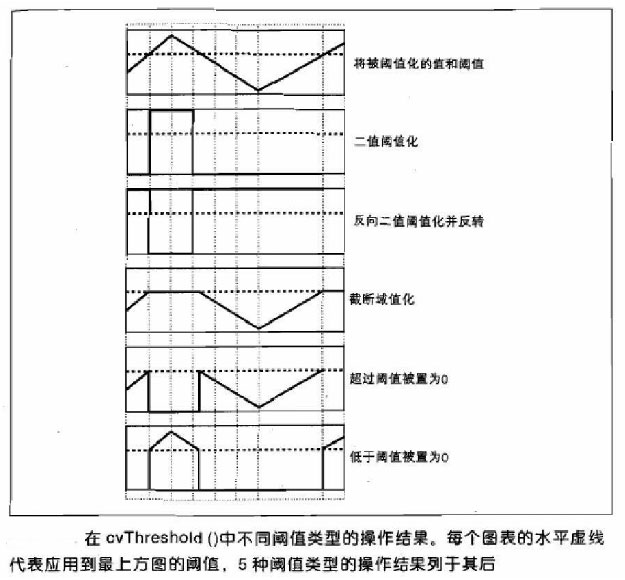 将被阈值化的值和阈值
二值阈值化
反向二值阈值化并反转
截断域值化
超过阈值被置为0
低于阈值被置为0
在 cvThreshold ()中不同阈值类型的操作结果。每个图表的水平虚线
代表应用到最上方图的阈值，5 种阈值类型的操作结果列于其后